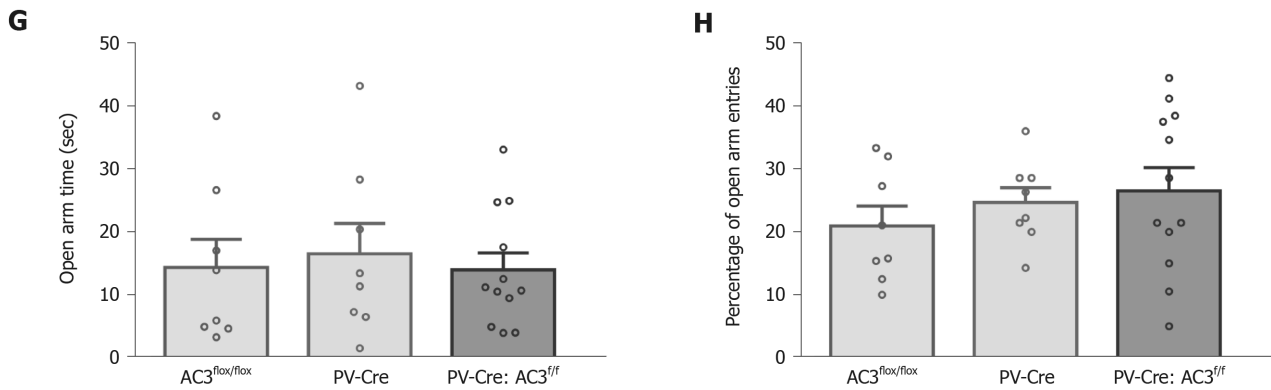 G
Open arm time (sec)
50
40
30
20
10
0
AC3flox/flox
PV-Cre
PV-Cre: AC3f/f
H
Percentage of open arm entries
50
40
30
20
10
0
AC3flox/flox
PV-Cre
PV-Cre: AC3f/f